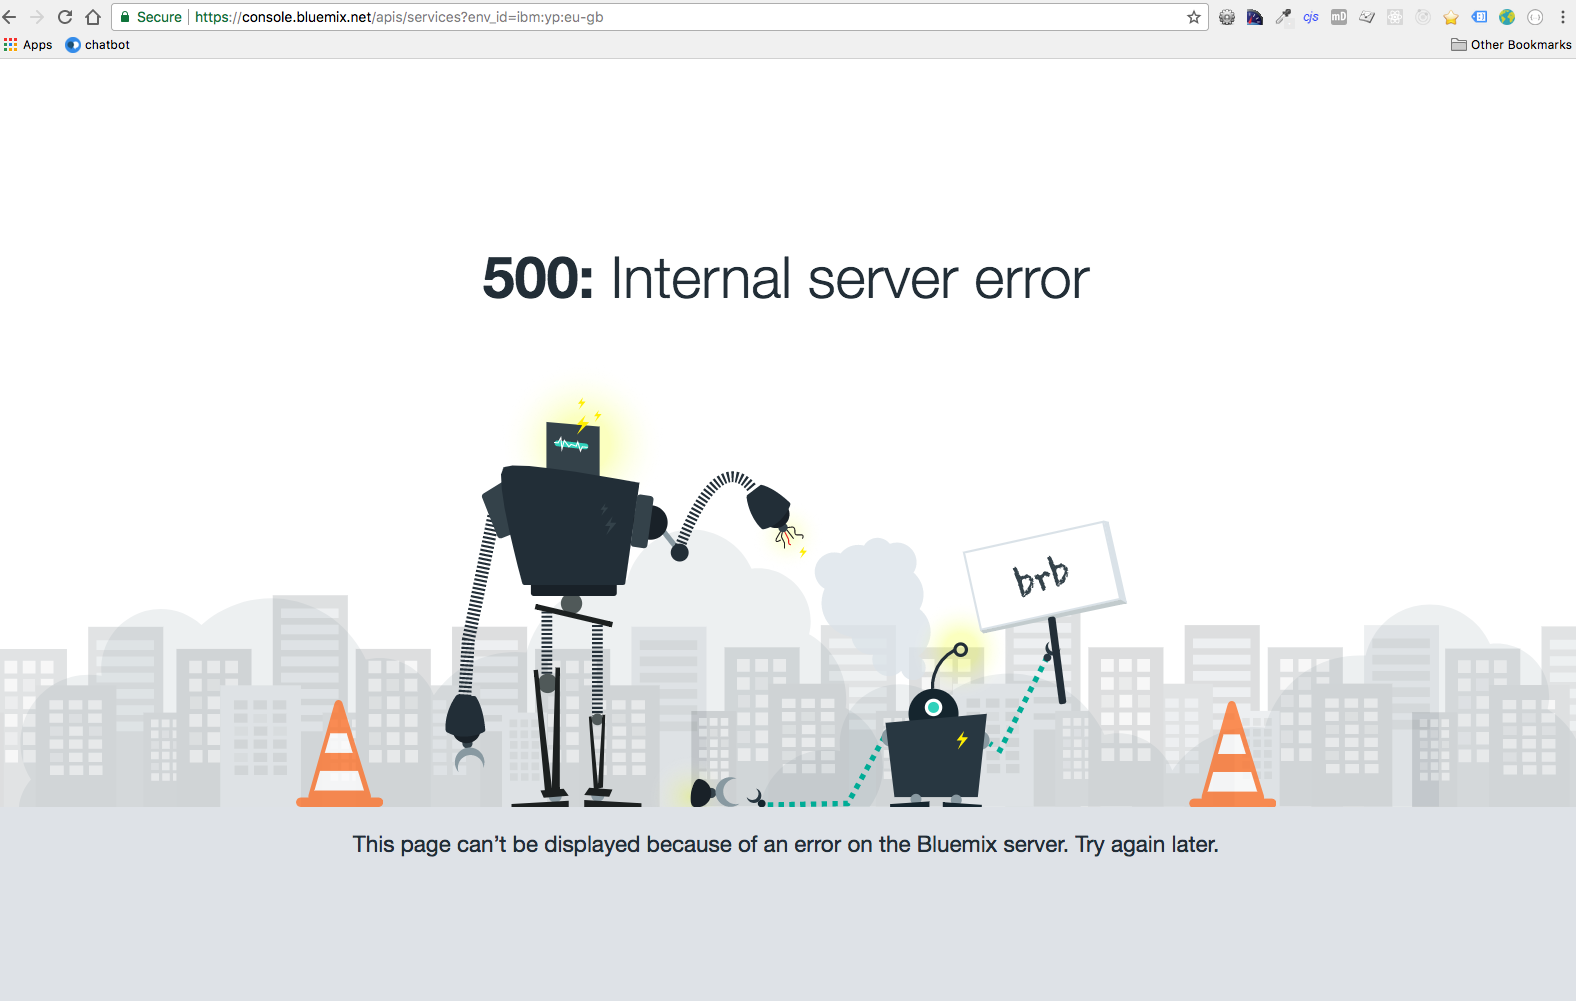 Secure https://console.bluemix.net/apis/services?env_id=ibm:yp:eu-gb
cjs mD
Apps chatbot Other Bookmarks
500: Internal server error
brb
This page can't be displayed because of an error on the Bluemix server. Try again later.